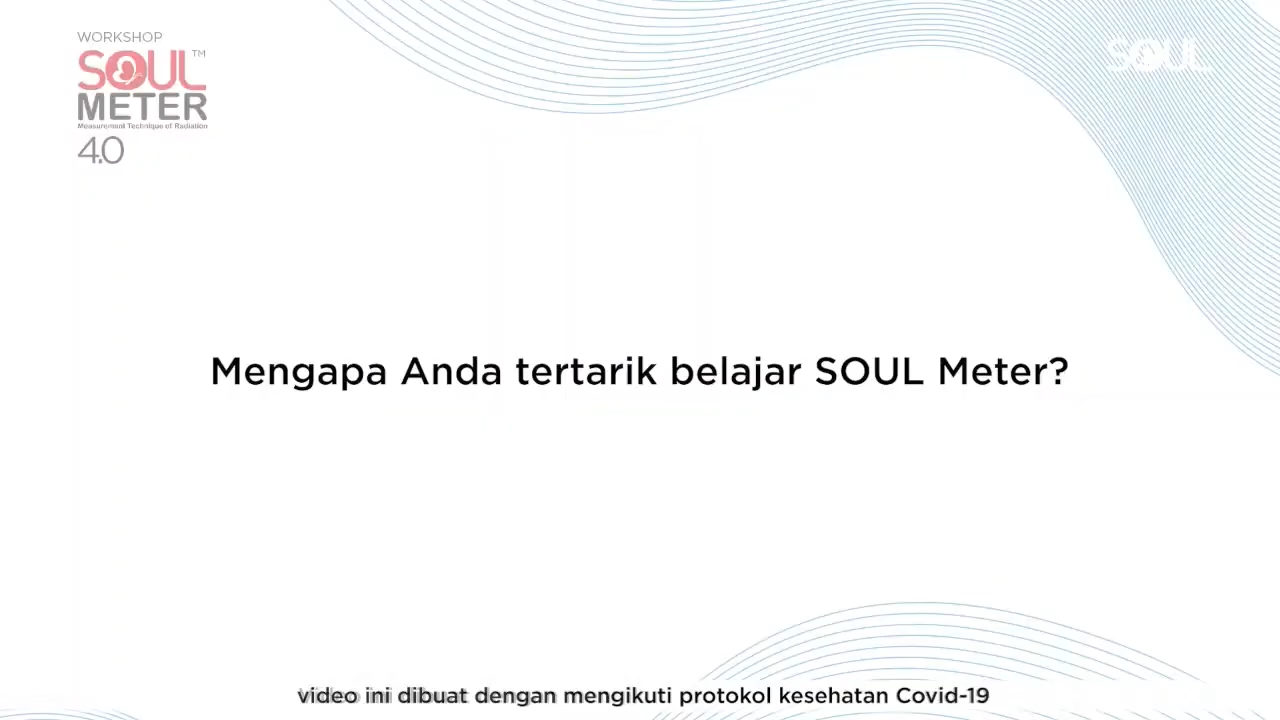 WORKSHOP
SOUL™
METER
Measurement Technique of Radiation
4.0
SOUL
Mengapa Anda tertarik belajar SOUL Meter?
video ini dibuat dengan mengikuti protokol kesehatan Covid-19